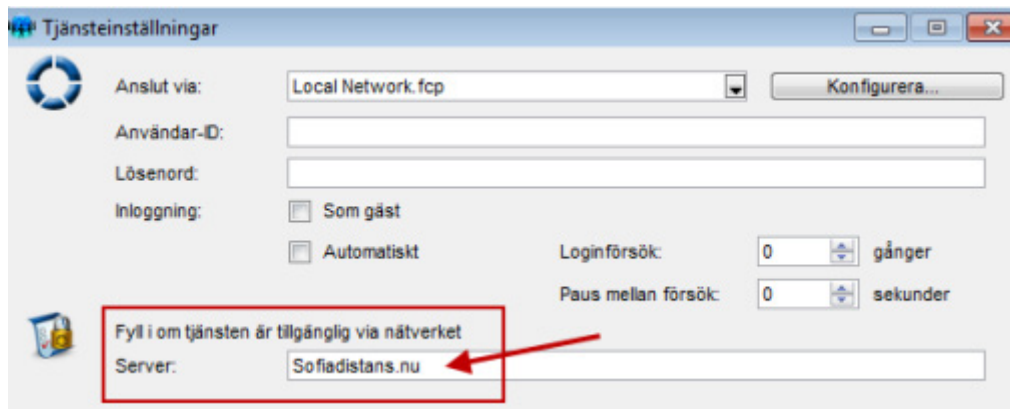 Tjänsteinställningar
Anslut via: Local Network.fcp Konfigurera...
Användar-ID:
Lösenord:
Inloggning: Som gäst
Automatiskt Loginförsök: 0 gånger
Paus mellan försök: 0 sekunder
Fyll i om tjänsten är tillgänglig via nätverket
Server: Sofiadistans.nu